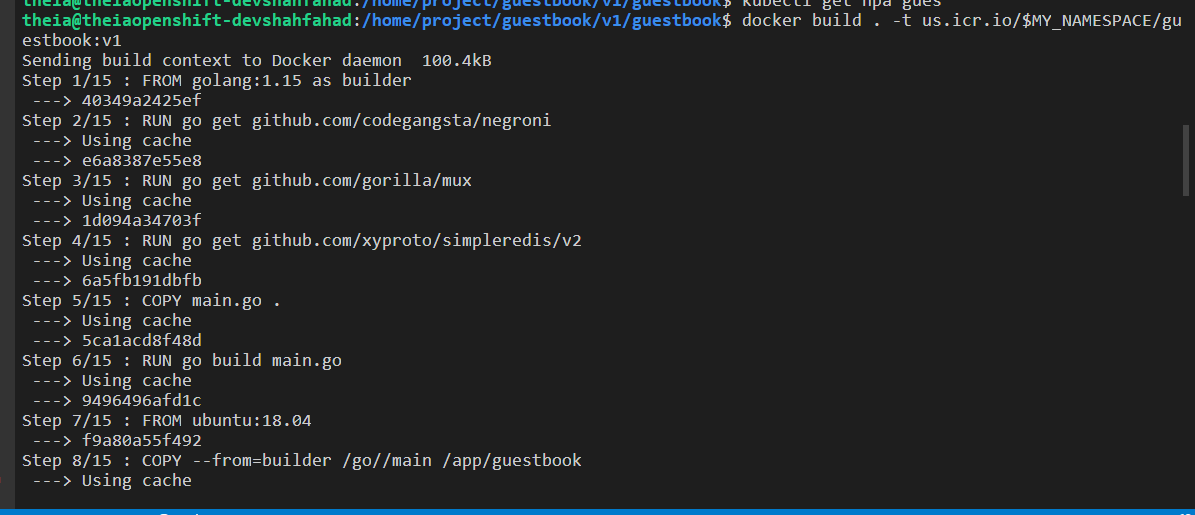 theia@theiaopenshift-devshahfahad:/home/project/guestbook/v1/guestbook$ kubectl get hpa gues
theia@theiaopenshift-devshahfahad:/home/project/guestbook/v1/guestbook$ docker build . -t us.icr.io/$MY_NAMESPACE/gu
estbook:v1
Sending build context to Docker daemon  100.4kB
Step 1/15 : FROM golang:1.15 as builder
 ---> 40349a2425ef
Step 2/15 : RUN go get github.com/codegangsta/negroni
 ---> Using cache
 ---> e6a8387e55e8
Step 3/15 : RUN go get github.com/gorilla/mux
 ---> Using cache
 ---> 1d094a34703f
Step 4/15 : RUN go get github.com/xyproto/simpleredis/v2
 ---> Using cache
 ---> 6a5fb191dbfb
Step 5/15 : COPY main.go .
 ---> Using cache
 ---> 5ca1acd8f48d
Step 6/15 : RUN go build main.go
 ---> Using cache
 ---> 9496496afd1c
Step 7/15 : FROM ubuntu:18.04
 ---> f9a80a55f492
Step 8/15 : COPY --from=builder /go//main /app/guestbook
 ---> Using cache